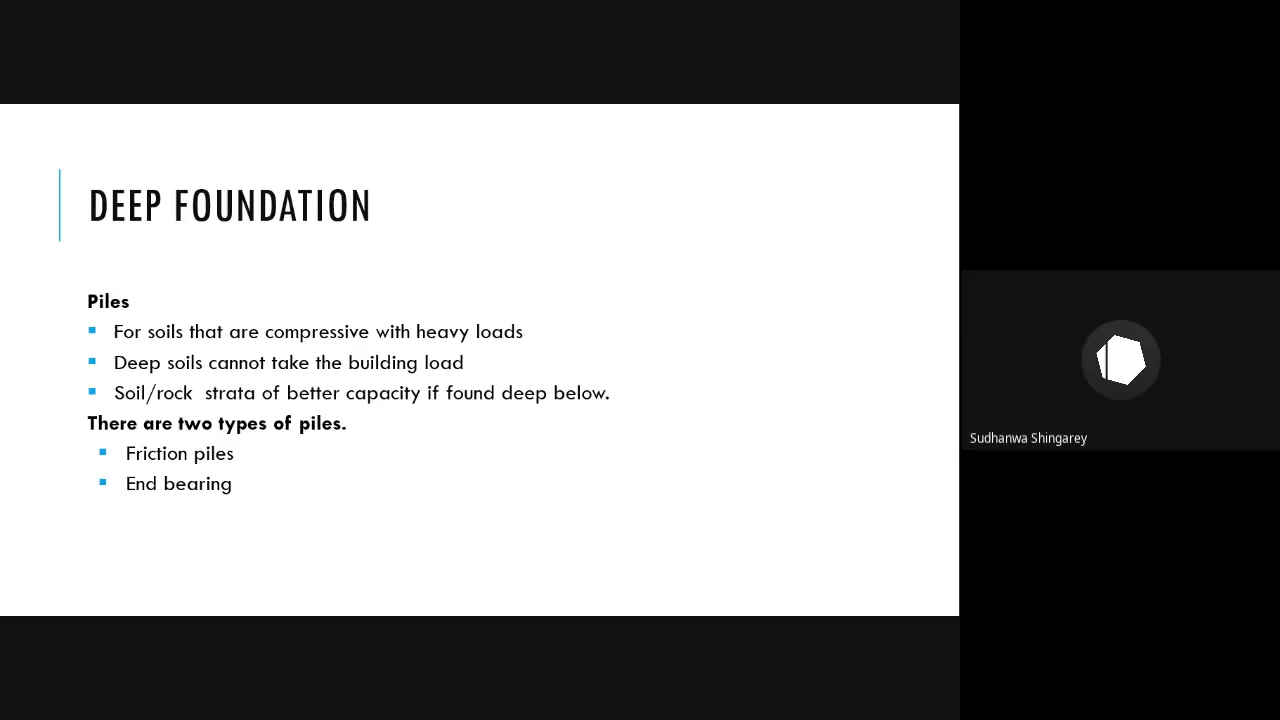 DEEP FOUNDATION
Piles
For soils that are compressive with heavy loads
Deep soils cannot take the building load
Soil/rock  strata of better capacity if found deep below.
There are two types of piles.
Friction piles
End bearing
Sudhanwa Shingarey